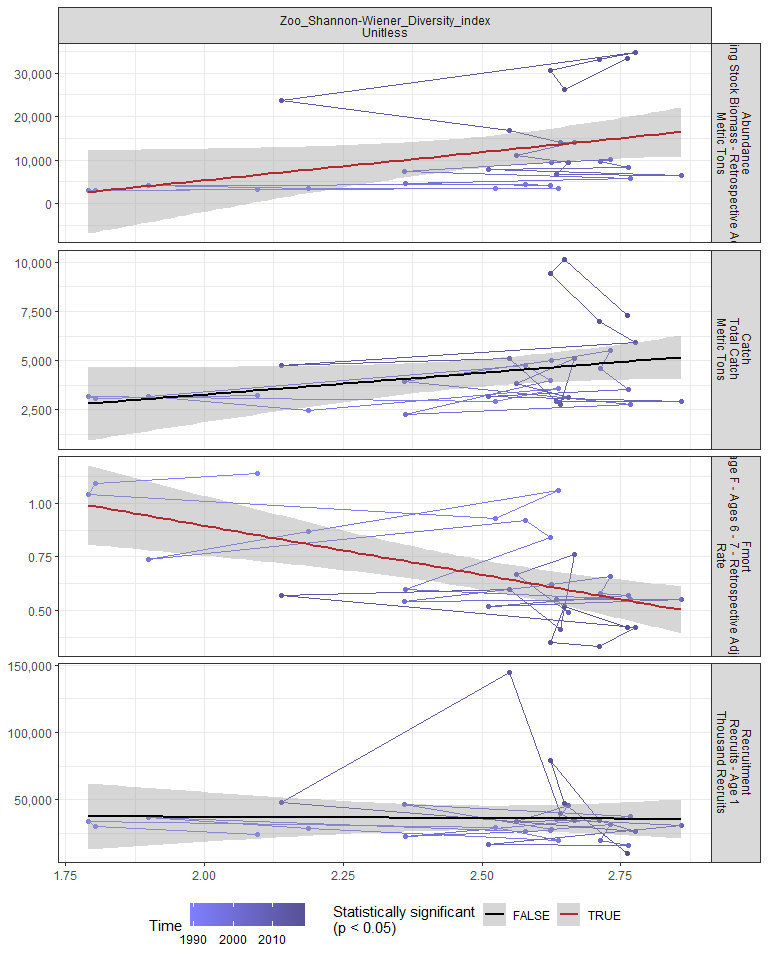 Zoo_Shannon-Wiener_Diversity_index
Unitless
30,000
20,000
10,000
0
Abundance
ing Stock Biomass - Retrospective
Metric Tons
10,000
7,500
5,000
2,500
Catch
Total Catch
Metric Tons
1.00
0.75
0.50
Fmort
F - Ages 6 - 7 - Retrospective Adj
Rate
150,000
100,000
50,000
Recruitment
Recruits - Age 1
Thousand Recruits
1.75
2.00
2.25
2.50
2.75
Time
1990
2000
2010
Statistically significant
(p < 0.05)
FALSE
TRUE